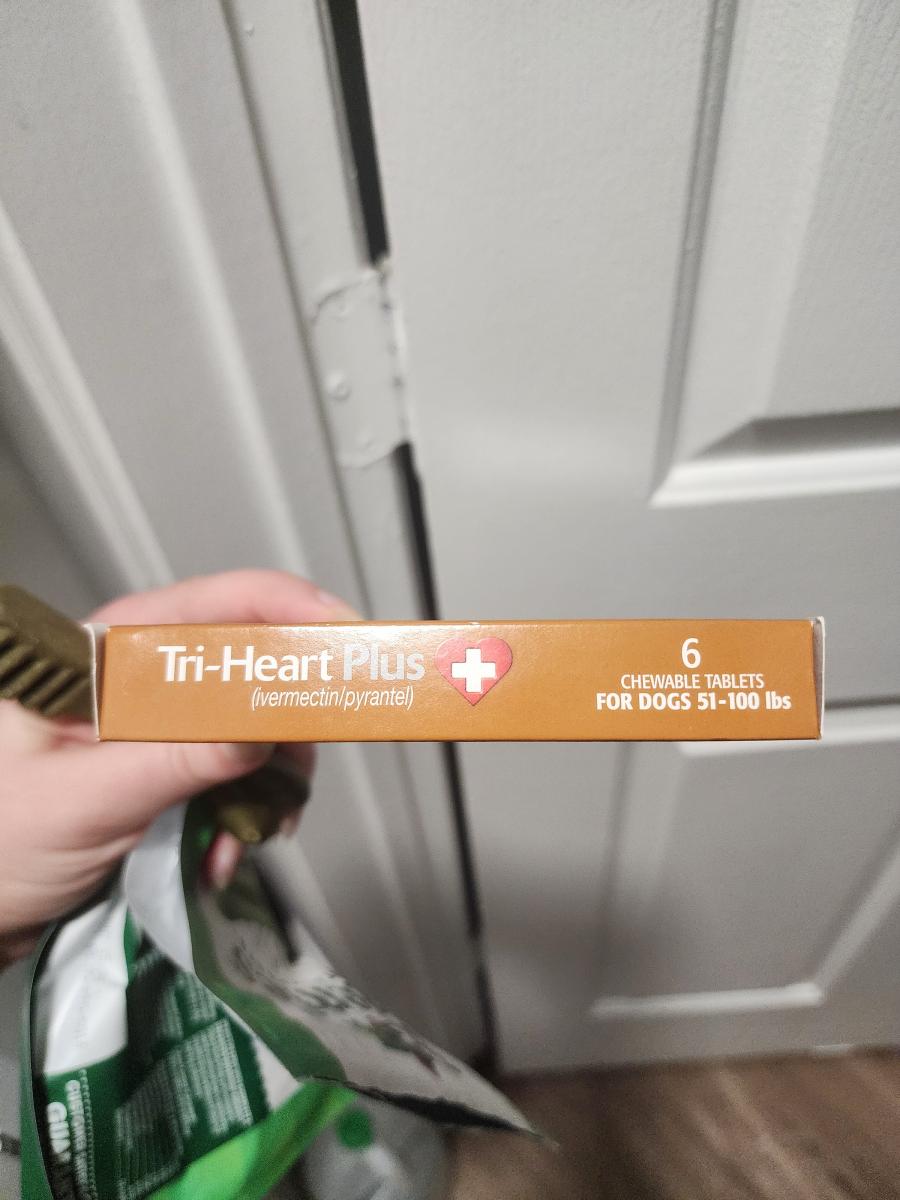 Tri-Heart Plus
(ivermectin/pyrantel)
6
CHEWABLE TABLETS
FOR DOGS 51-100 lbs